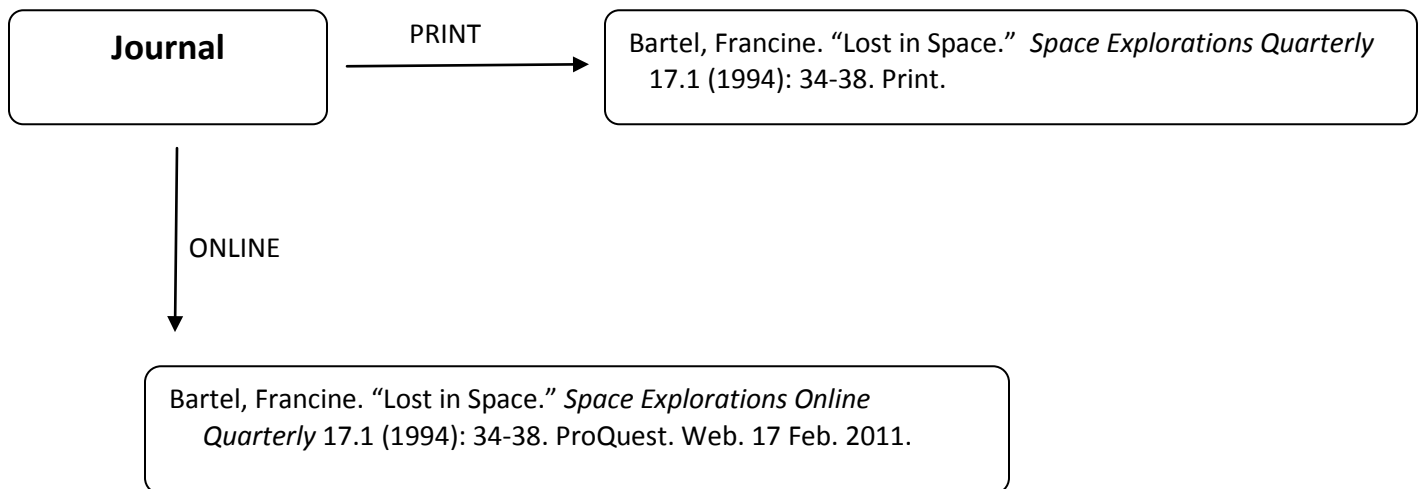 Journal
PRINT
Bartel, Francine. “Lost in Space.” Space Explorations Quarterly
17.1 (1994): 34-38. Print.
ONLINE
Bartel, Francine. “Lost in Space.” Space Explorations Online
Quarterly 17.1 (1994): 34-38. ProQuest. Web. 17 Feb. 2011.